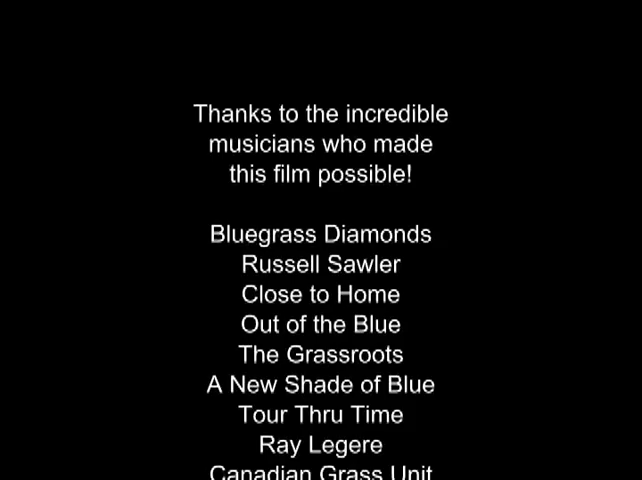 Thanks to the incredible
musicians who made
this film possible!
Bluegrass Diamonds
Russell Sawler
Close to Home
Out of the Blue
The Grassroots
A New Shade of Blue
Tour Thru Time
Ray Legere
Canadian Grass Unit